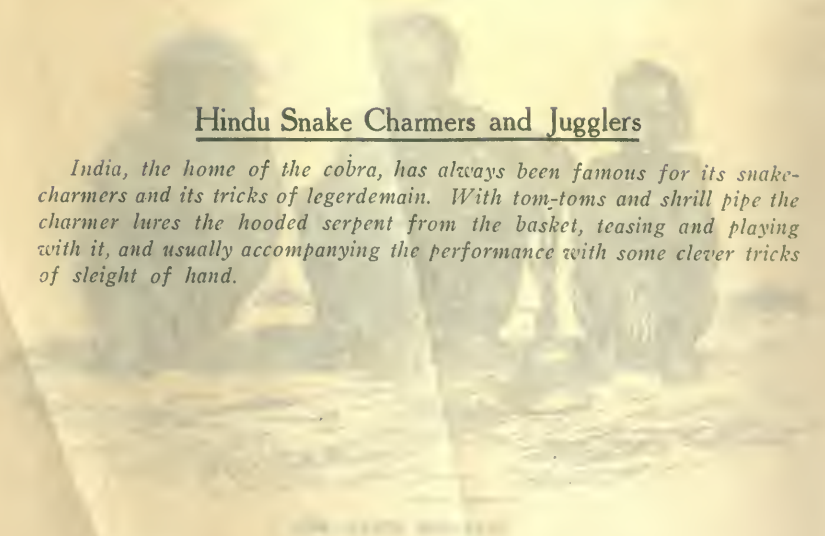 Hindu Snake Charmers and Jugglers
India, the home of the cobra, has always been famous for its snake-
charmers and its tricks of legerdemain. With tom-toms and shrill pipe the
charmer lures the hooded serpent from the basket, teasing and playing
with it, and usually accompanying the performance with some clever tricks
of sleight of hand.